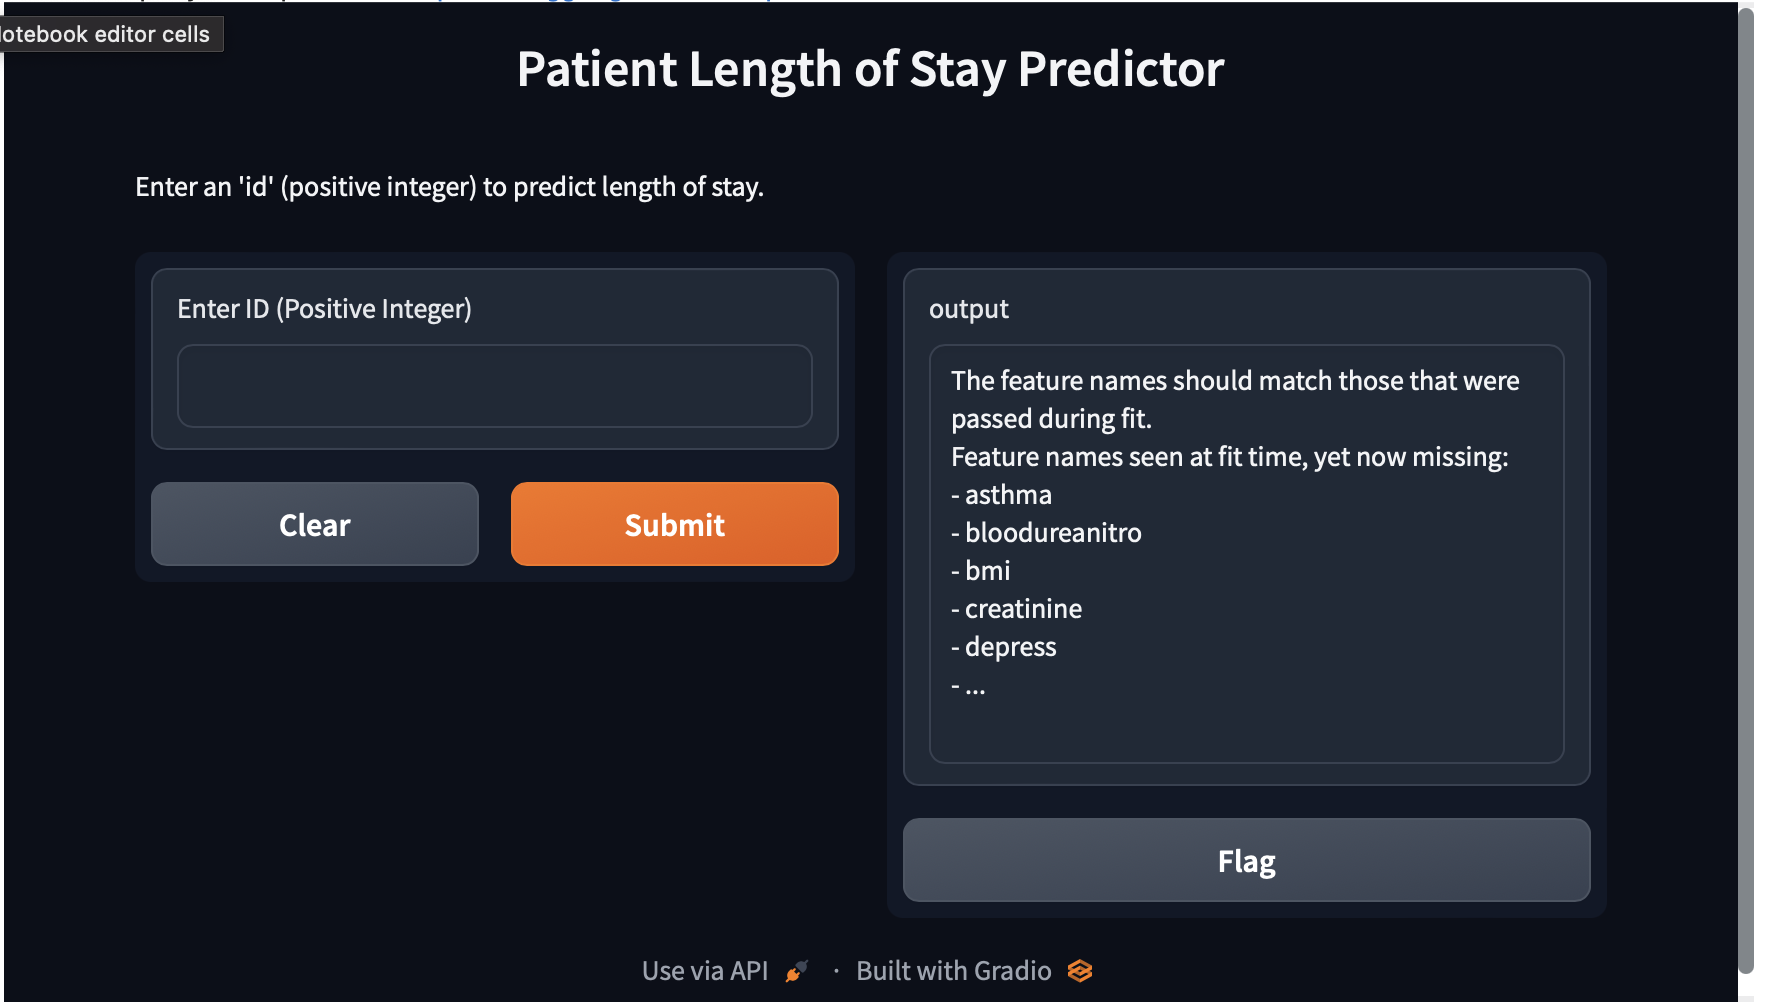 otebook editor cells
Patient Length of Stay Predictor
Enter an 'id' (positive integer) to predict length of stay.
Enter ID (Positive Integer)
Clear
Submit
output
The feature names should match those that were
passed during fit.
Feature names seen at fit time, yet now missing:
- asthma
- bloodureanitro
- bmi
- creatinine
- depress
- ...
Flag
Use via API · Built with Gradio